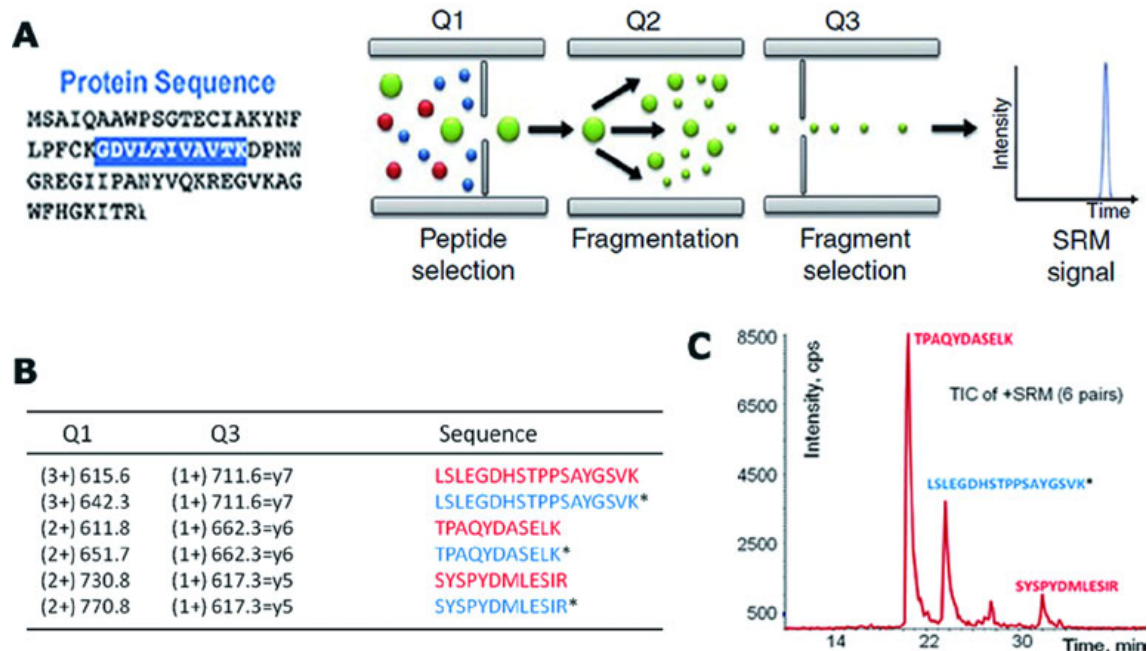 A
Protein Sequence
MSAIQAAWPSGTECIAKYNF
LPFCKGDVLTIVAVTKDPNW
GREGIIPANYVQKREGVKAG
WFHGKITR
Q1
Q2
Q3
Peptide
selection
Fragmentation
Fragment
selection
Intensity
Time
SRM
signal
B
Q1 Q3 Sequence
(3+) 615.6 (1+) 711.6=y7 LSLEGDHSTPPSAYGSVK
(3+) 642.3 (1+) 711.6=y7 LSLEGDHSTPPSAYGSVK*
(2+) 611.8 (1+) 662.3=y6 TPAQYDASELK
(2+) 651.7 (1+) 662.3=y6 TPAQYDASELK*
(2+) 730.8 (1+) 617.3=y5 SYSPYDMLESIR
(2+) 770.8 (1+) 617.3=y5 SYSPYDMLESIR*
C
Intensity, cps
8500
6500
4500
2500
500
TPAQYDASELK
TIC of +SRM (6 pairs)
LSLEGDHSTPPSAYGSVK*
SYSPYDMLESIR
14 22 30
Time, min